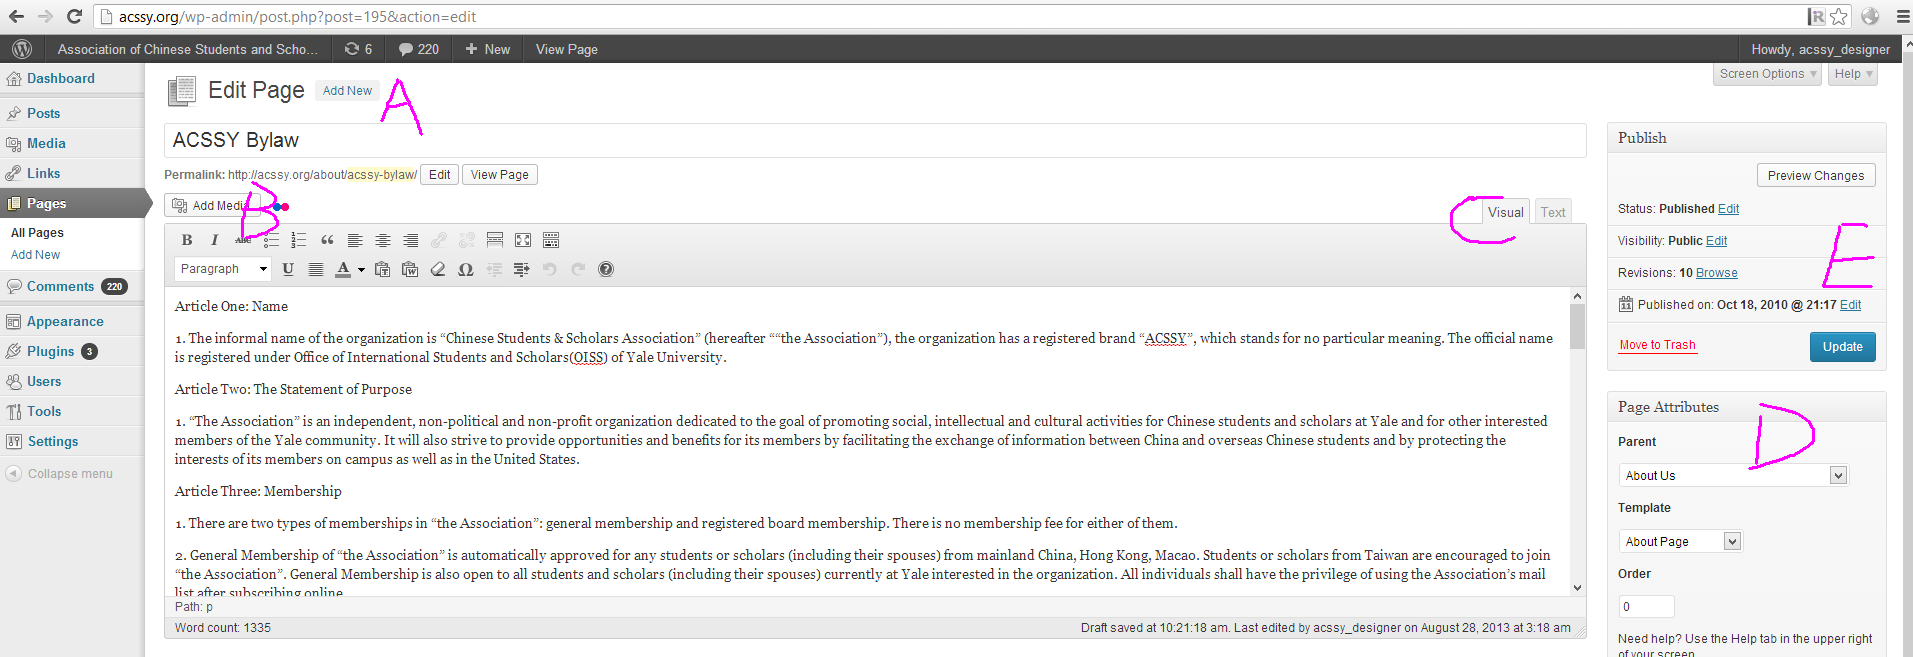 acssy.org/wp-admin/post.php?post=195&action=edit
Association of Chinese Students and Scho... 6 220 + New View Page Howdy, acssy_designer
Screen Options Help
Dashboard
Posts
Media
Links
Pages
All Pages
Add New
Comments 220
Appearance
Plugins 3
Users
Tools
Settings
Collapse menu
Edit Page Add New
A
ACSSY Bylaw
Permalink: http://acssy.org/about/acssy-bylaw/ Edit View Page
Add Media
B
C
Visual Text
B I ABC
Paragraph U A Ω
Article One: Name
1. The informal name of the organization is “Chinese Students & Scholars Association” (hereafter ““the Association”), the organization has a registered brand “ACSSY”, which stands for no particular meaning. The official name
is registered under Office of International Students and Scholars(OISS) of Yale University.
Article Two: The Statement of Purpose
1. “The Association” is an independent, non-political and non-profit organization dedicated to the goal of promoting social, intellectual and cultural activities for Chinese students and scholars at Yale and for other interested
members of the Yale community. It will also strive to provide opportunities and benefits for its members by facilitating the exchange of information between China and overseas Chinese students and by protecting the
interests of its members on campus as well as in the United States.
Article Three: Membership
1. There are two types of memberships in “the Association”: general membership and registered board membership. There is no membership fee for either of them.
2. General Membership of “the Association” is automatically approved for any students or scholars (including their spouses) from mainland China, Hong Kong, Macao. Students or scholars from Taiwan are encouraged to join
“the Association”. General Membership is also open to all students and scholars (including their spouses) currently at Yale interested in the organization. All individuals shall have the privilege of using the Association’s mail
list after subscribing online
Path: p
Word count: 1335 Draft saved at 10:21:18 am. Last edited by acssy_designer on August 28, 2013 at 3:18 am
Publish
Preview Changes
Status: Published Edit
Visibility: Public Edit
E
Revisions: 10 Browse
11 Published on: Oct 18, 2010 @ 21:17 Edit
Move to Trash Update
Page Attributes
D
Parent
About Us
Template
About Page
Order
0
Need help? Use the Help tab in the upper right
of your screen